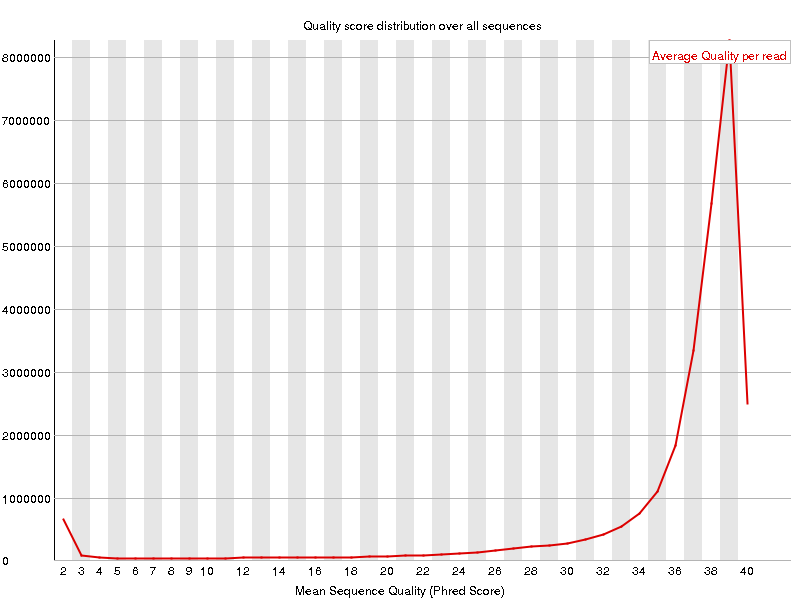 Quality score distribution over all sequences
Average Quality per read
8000000
7000000
6000000
5000000
4000000
3000000
2000000
1000000
0
2 3 4 5 6 7 8 9 10 12 14 16 18 20 22 24 26 28 30 32 34 36 38 40
Mean Sequence Quality (Phred Score)